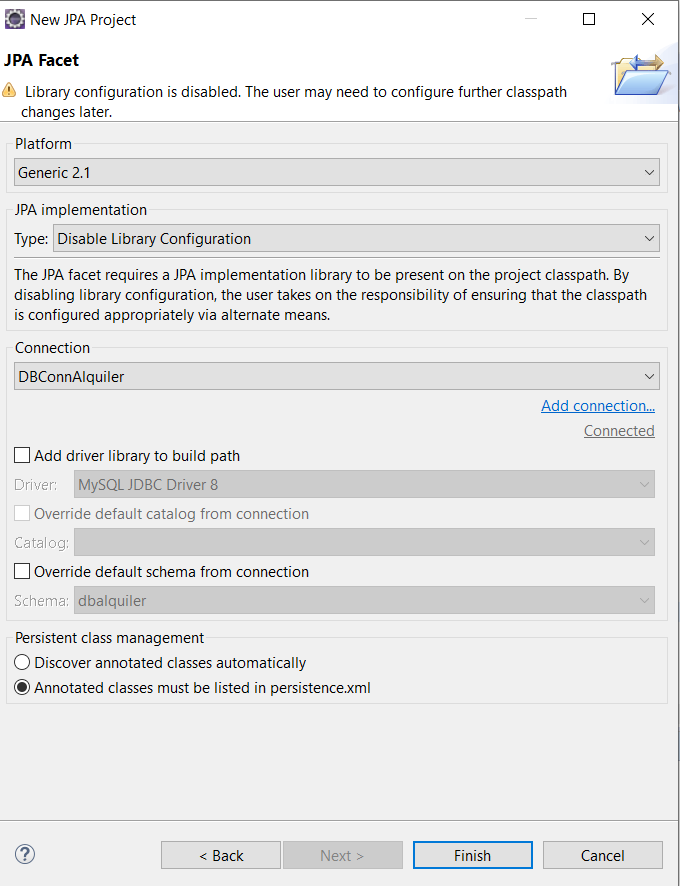 New JPA Project
JPA Facet
Library configuration is disabled. The user may need to configure further classpath
changes later.
Platform
Generic 2.1
JPA implementation
Type: Disable Library Configuration
The JPA facet requires a JPA implementation library to be present on the project classpath. By
disabling library configuration, the user takes on the responsibility of ensuring that the classpath
is configured appropriately via alternate means.
Connection
DBConnAlquiler
Add connection...
Connected
Add driver library to build path
Driver: MySQL JDBC Driver 8
Override default catalog from connection
Catalog:
Override default schema from connection
Schema: dbalquiler
Persistent class management
Discover annotated classes automatically
Annotated classes must be listed in persistence.xml
? < Back Next > Finish Cancel